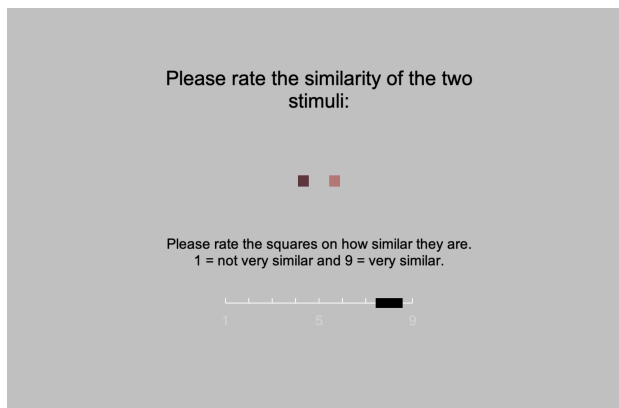 Please rate the similarity of the two
stimuli:
Please rate the squares on how similar they are.
1 = not very similar and 9 = very similar.
1 5 9